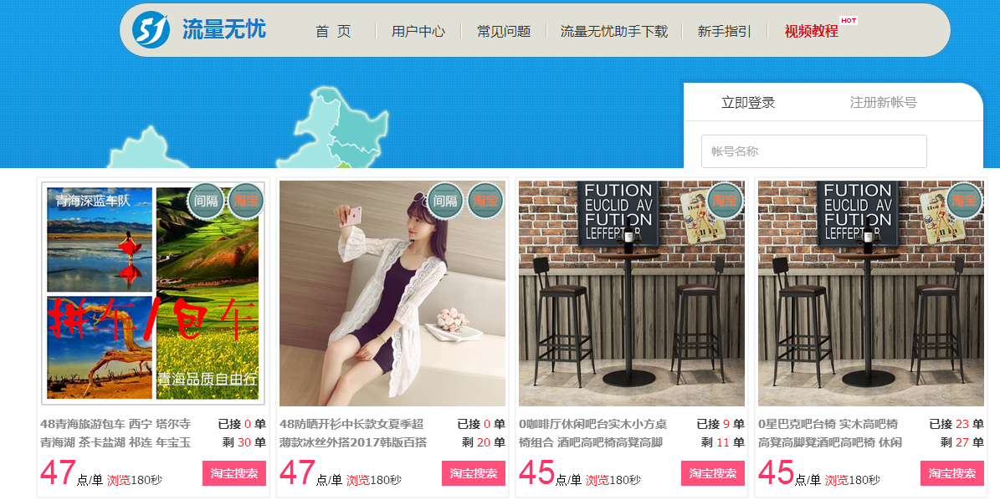 51 流量无忧
首 页
用户中心
常见问题
流量无忧助手下载
新手指引
视频教程
HOT
立即登录
注册新帐号
帐号名称
青海深蓝车队
间隔
淘宝
拼车/包车
青海品质自由行
间隔
淘宝
FUTION
EUCLID AV
FUTION
LEFFEPT R
淘宝
FUTION
EUCLID AV
FUTION
LEFFEPT R
淘宝
48青海旅游包车 西宁 塔尔寺
青海湖 茶卡盐湖 祁连 年宝玉
已接 0 单
剩 30 单
47点/单 浏览180秒
淘宝搜索
48防晒开衫中长款女夏季超
薄款冰丝外搭2017韩版百搭
已接 0 单
剩 20 单
47点/单 浏览180秒
淘宝搜索
0咖啡厅休闲吧台实木小方桌
椅组合 酒吧高吧椅高凳高脚
已接 9 单
剩 11 单
45点/单 浏览180秒
淘宝搜索
0星巴克吧台椅 实木高吧椅
高凳高脚凳酒吧高吧椅 休闲
已接 23 单
剩 27 单
45点/单 浏览180秒
淘宝搜索